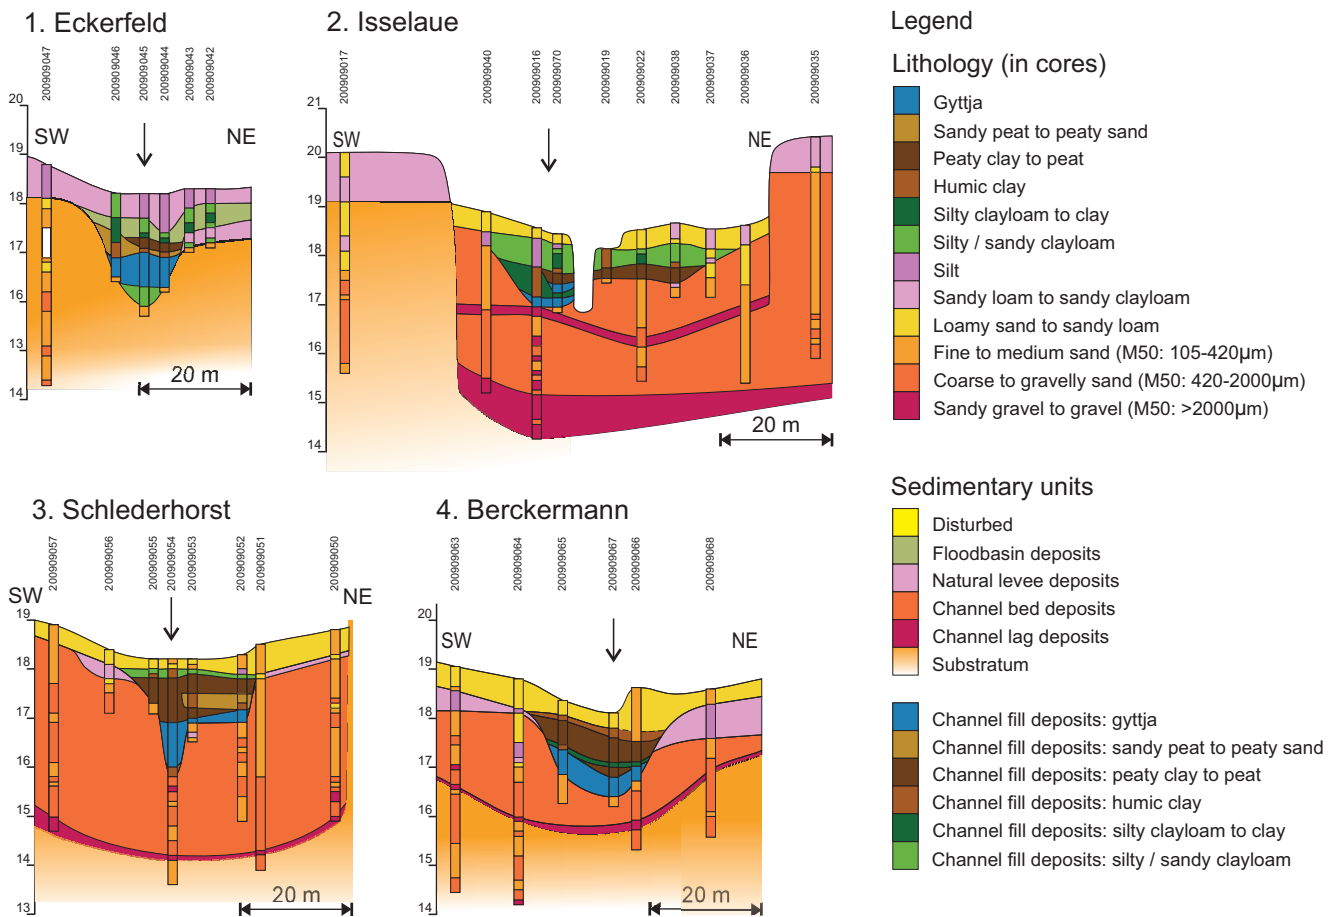 1. Eckerfeld
200909047
200909046
200909045
200909044
200909043
200909042
20
19
18
17
16
13
14
SW
NE
20 m
2. Isselaue
200909017
200909040
200909016
200909070
200909019
200909022
200909038
200909037
200909036
200909035
21
20
19
18
17
16
15
14
SW
NE
20 m
3. Schlederhorst
200909057
200909056
200909055
200909054
200909053
200909052
200909051
200909050
SW
NE
19
18
17
16
15
14
13
20 m
4. Berckermann
200909063
200909064
200909065
200909067
200909066
200909068
20
19
18
17
16
15
14
SW
NE
20 m
Legend
Lithology (in cores)
Gyttja
Sandy peat to peaty sand
Peaty clay to peat
Humic clay
Silty clayloam to clay
Silty / sandy clayloam
Silt
Sandy loam to sandy clayloam
Loamy sand to sandy loam
Fine to medium sand (M50: 105-420µm)
Coarse to gravelly sand (M50: 420-2000µm)
Sandy gravel to gravel (M50: >2000µm)
Sedimentary units
Disturbed
Floodbasin deposits
Natural levee deposits
Channel bed deposits
Channel lag deposits
Substratum
Channel fill deposits: gyttja
Channel fill deposits: sandy peat to peaty sand
Channel fill deposits: peaty clay to peat
Channel fill deposits: humic clay
Channel fill deposits: silty clayloam to clay
Channel fill deposits: silty / sandy clayloam